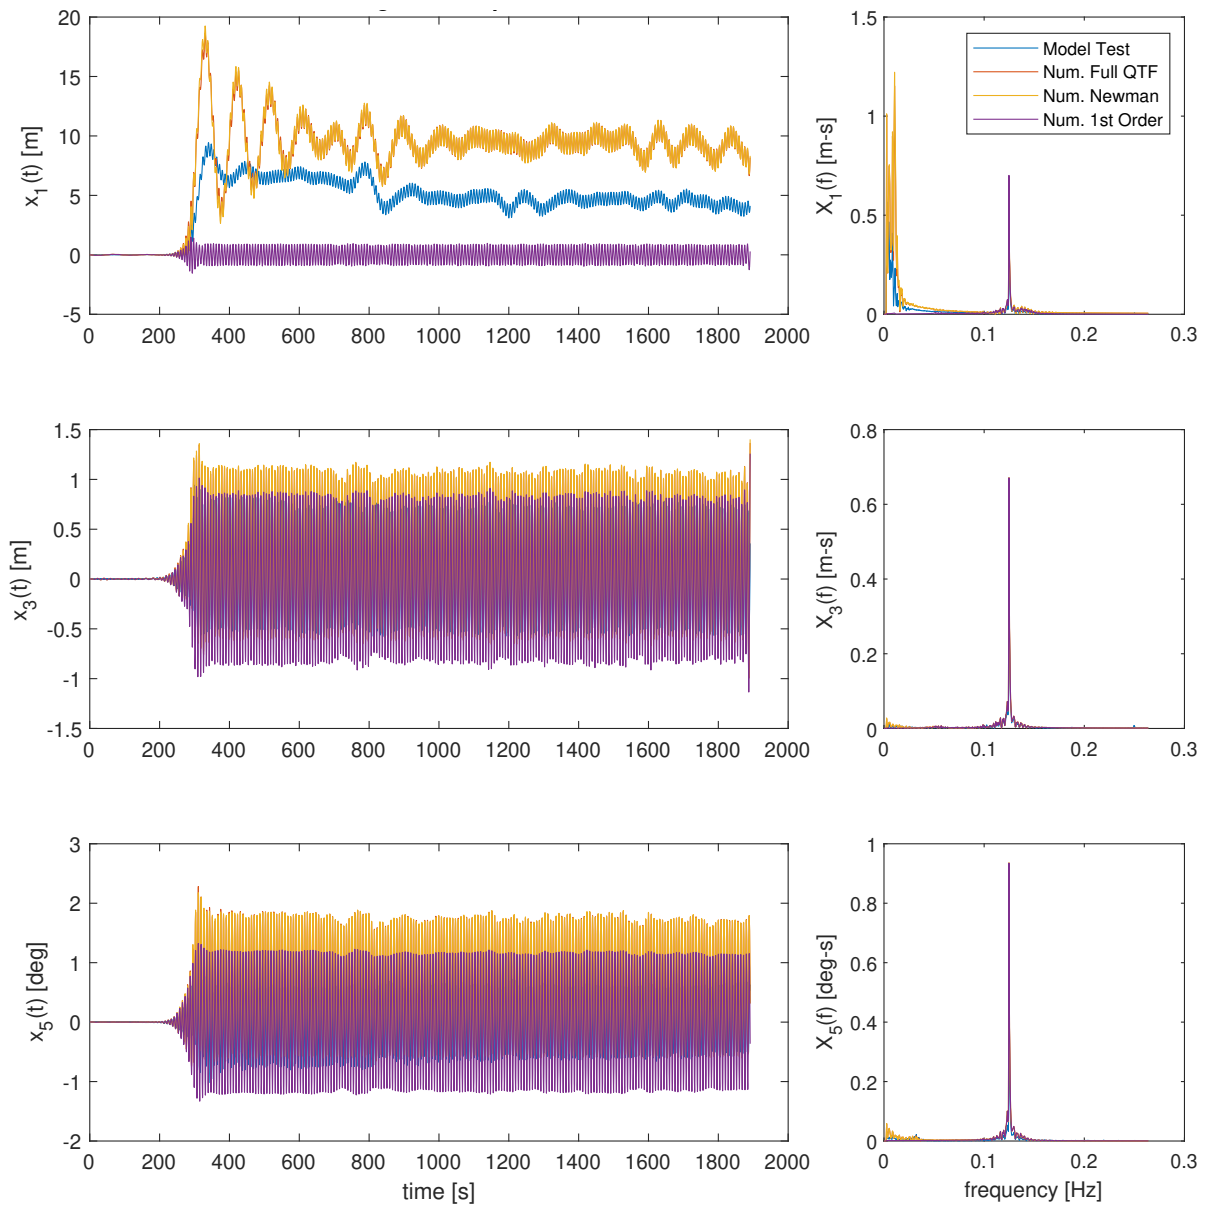 20
15
10
5
0
-5
x1(t) [m]
0 200 400 600 800 1000 1200 1400 1600 1800 2000
1.5
1
0.5
0
X1(f) [m-s]
0 0.1 0.2 0.3
Model Test
Num. Full QTF
Num. Newman
Num. 1st Order
1.5
1
0.5
0
-0.5
-1
-1.5
x3(t) [m]
0 200 400 600 800 1000 1200 1400 1600 1800 2000
0.8
0.6
0.4
0.2
0
X3(f) [m-s]
0 0.1 0.2 0.3
3
2
1
0
-1
-2
x5(t) [deg]
0 200 400 600 800 1000 1200 1400 1600 1800 2000
time [s]
1
0.8
0.6
0.4
0.2
0
X5(f) [deg-s]
0 0.1 0.2 0.3
frequency [Hz]